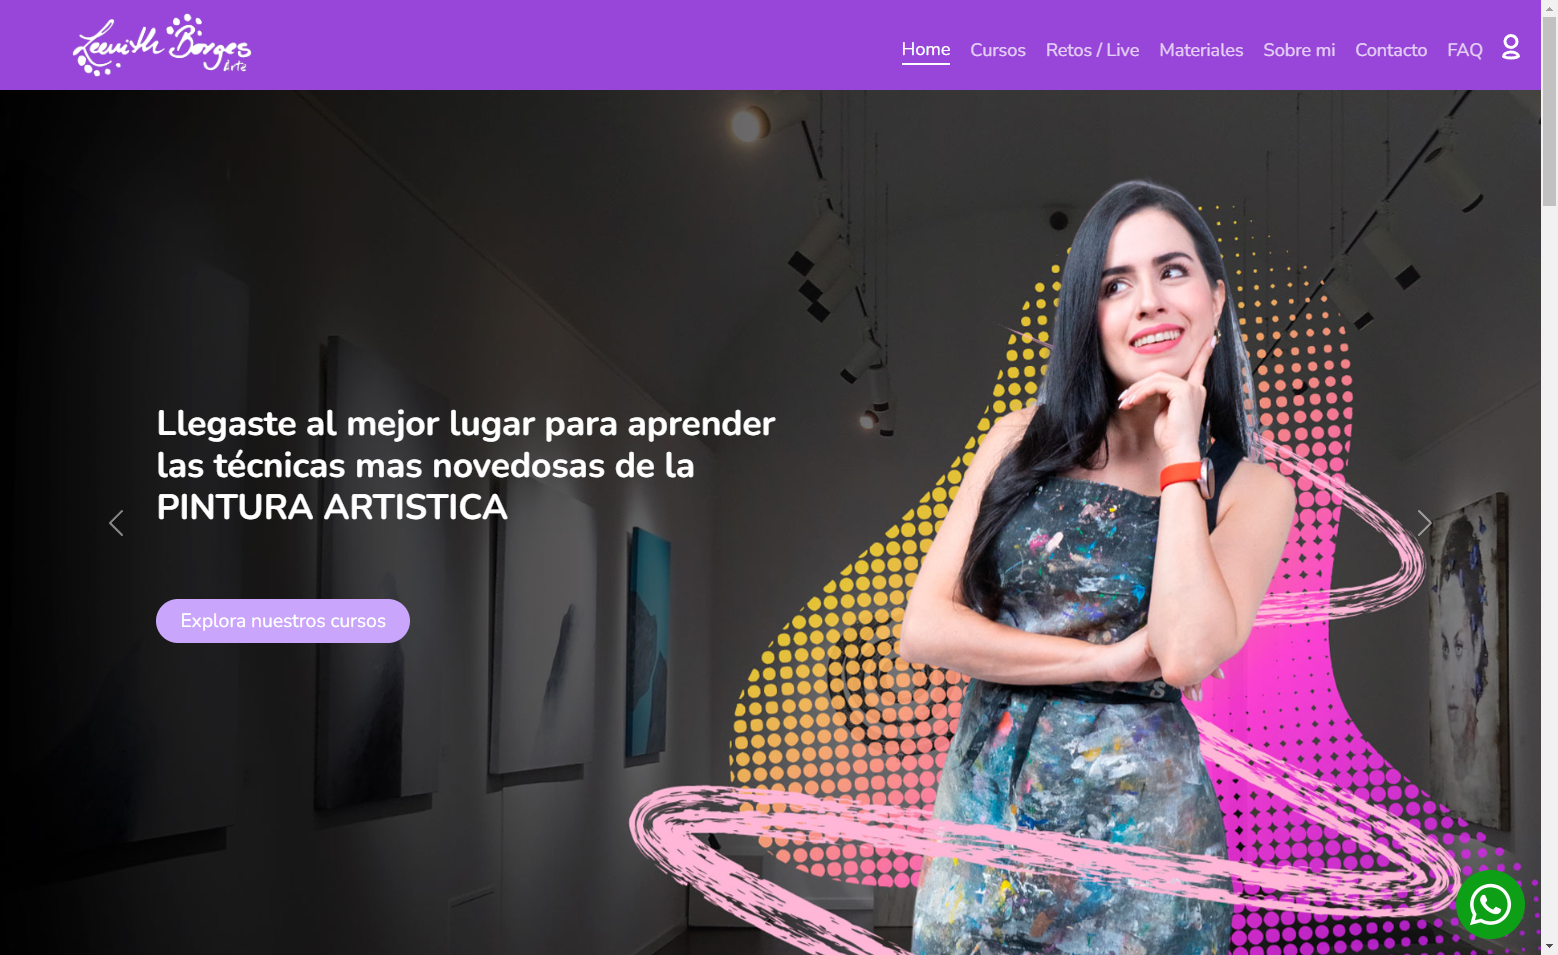 Leewith Borges
Arte
Home Cursos Retos / Live Materiales Sobre mi Contacto FAQ
Llegaste al mejor lugar para aprender
las técnicas mas novedosas de la
PINTURA ARTISTICA
Explora nuestros cursos